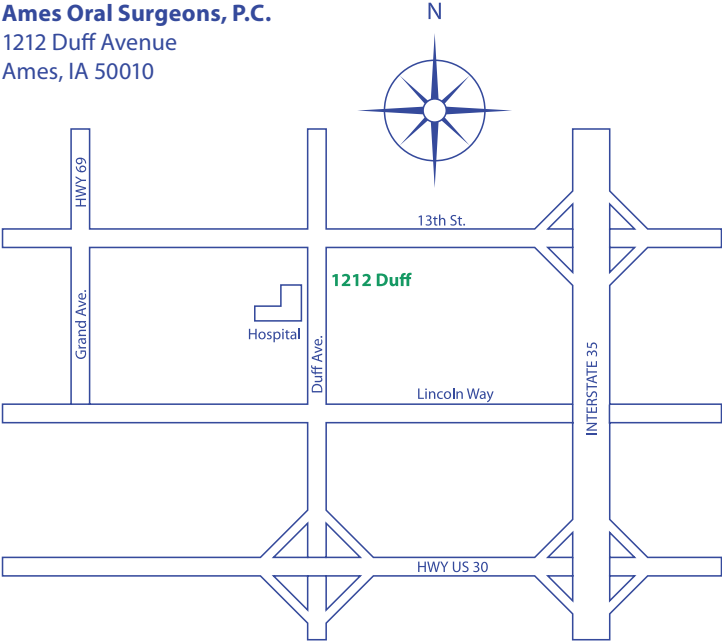 Ames Oral Surgeons, P.C.
1212 Duff Avenue
Ames, IA 50010
N
HWY 69
13th St.
1212 Duff
Grand Ave.
Hospital
Duff Ave.
INTERSTATE 35
Lincoln Way
HWY US 30